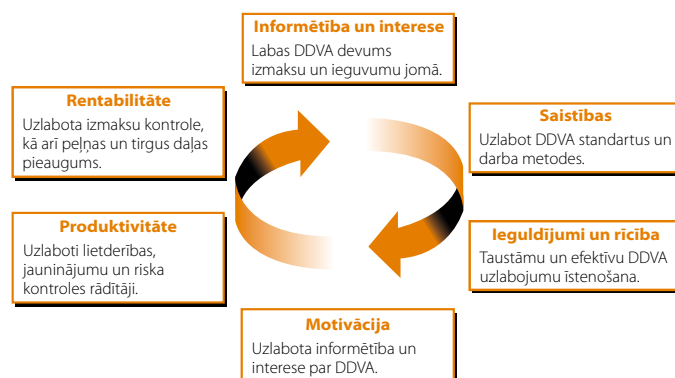 Informētība un interese
Labas DDVA devums
izmaksu un ieguvumu jomā.
Rentabilitāte
Uzlabota izmaksu kontrole,
kā arī peļņas un tirgus daļas
pieaugums.
Saistības
Uzlabot DDVA standartus un
darba metodes.
Produktivitāte
Uzlaboti lietderības,
jauninājumu un riska
kontroles rādītāji.
Ieguldījumi un rīcība
Taustāmu un efektīvu DDVA
uzlabojumu īstenošana.
Motivācija
Uzlabota informētība un
interese par DDVA.